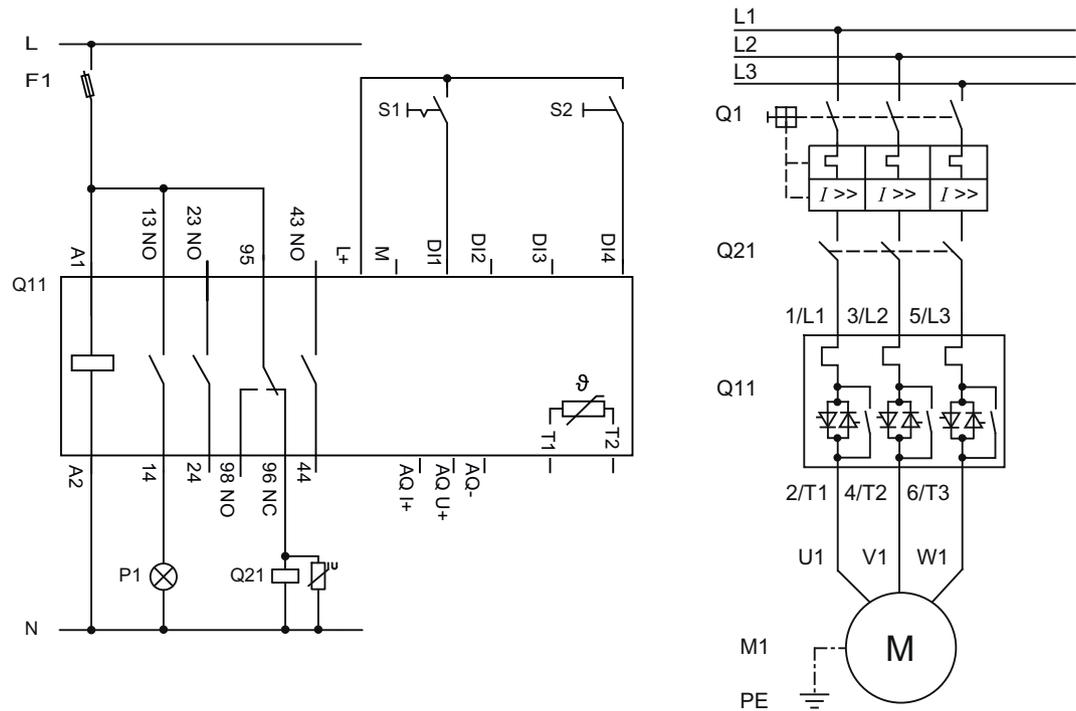 L
F1
S1
S2
13 NO
23 NO
43 NO
A1
95
L+
M
DI1
DI2
DI3
DI4
Q11
ϑ
T1
T2
A2
14
24
98 NO
96 NC
44
AQ I+
AQ U+
AQ-
P1
Q21
U
N
L1
L2
L3
Q1
I >>
I >>
I >>
Q21
1/L1
3/L2
5/L3
Q11
2/T1
4/T2
6/T3
U1
V1
W1
M1
M
PE